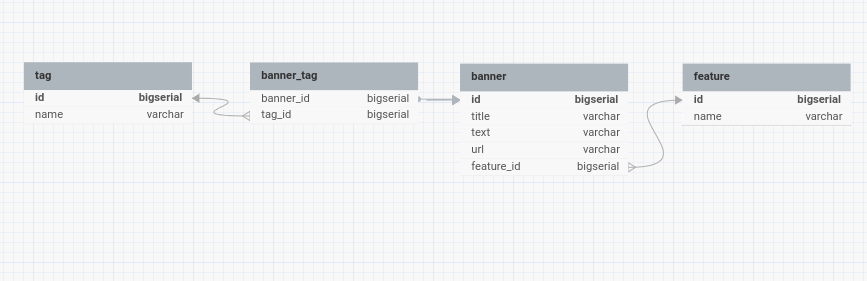 tag
id bigserial
name varchar
banner_tag
banner_id bigserial
tag_id bigserial
banner
id bigserial
title varchar
text varchar
url varchar
feature_id bigserial
feature
id bigserial
name varchar